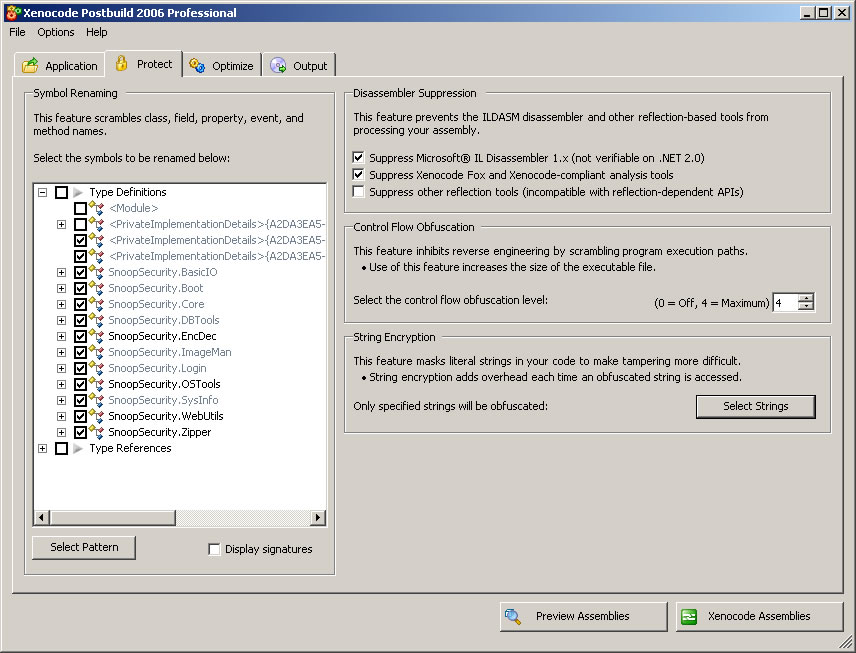 Xenocode Postbuild 2006 Professional
File Options Help
Application Protect Optimize Output
Symbol Renaming
This feature scrambles class, field, property, event, and
method names.
Select the symbols to be renamed below:
Type Definitions
<Module>
<PrivateImplementationDetails>{A2DA3EA5-
<PrivateImplementationDetails>{A2DA3EA5-
<PrivateImplementationDetails>{A2DA3EA5-
SnoopSecurity.BasicIO
SnoopSecurity.Boot
SnoopSecurity.Core
SnoopSecurity.DBTools
SnoopSecurity.EncDec
SnoopSecurity.ImageMan
SnoopSecurity.Login
SnoopSecurity.OSTools
SnoopSecurity.SysInfo
SnoopSecurity.WebUtils
SnoopSecurity.Zipper
Type References
Select Pattern
Display signatures
Disassembler Suppression
This feature prevents the ILDASM disassembler and other reflection-based tools from
processing your assembly.
Suppress Microsoft® IL Disassembler 1.x (not verifiable on .NET 2.0)
Suppress Xenocode Fox and Xenocode-compliant analysis tools
Suppress other reflection tools (incompatible with reflection-dependent APIs)
Control Flow Obfuscation
This feature inhibits reverse engineering by scrambling program execution paths.
• Use of this feature increases the size of the executable file.
Select the control flow obfuscation level: (0 = Off, 4 = Maximum) 4
String Encryption
This feature masks literal strings in your code to make tampering more difficult.
• String encryption adds overhead each time an obfuscated string is accessed.
Only specified strings will be obfuscated: Select Strings
Preview Assemblies Xenocode Assemblies